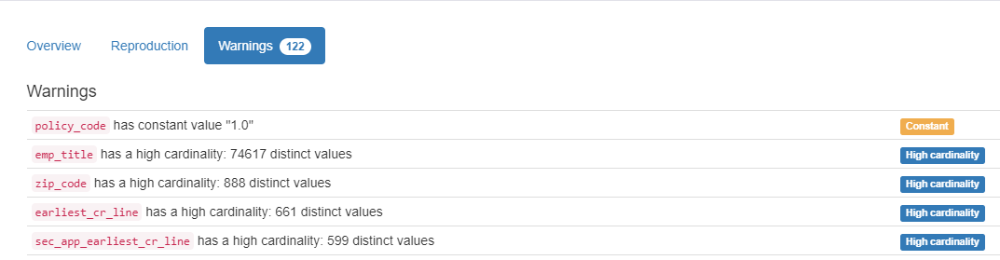 Overview Reproduction Warnings 122
Warnings
policy_code has constant value "1.0" Constant
emp_title has a high cardinality: 74617 distinct values High cardinality
zip_code has a high cardinality: 888 distinct values High cardinality
earliest_cr_line has a high cardinality: 661 distinct values High cardinality
sec_app_earliest_cr_line has a high cardinality: 599 distinct values High cardinality